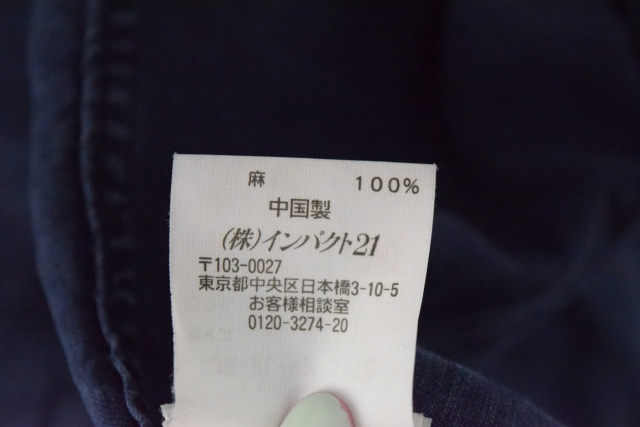 麻 100%
中国製
(株)インパクト21
〒103-0027
東京都中央区日本橋3-10-5
お客様相談室
0120-3274-20